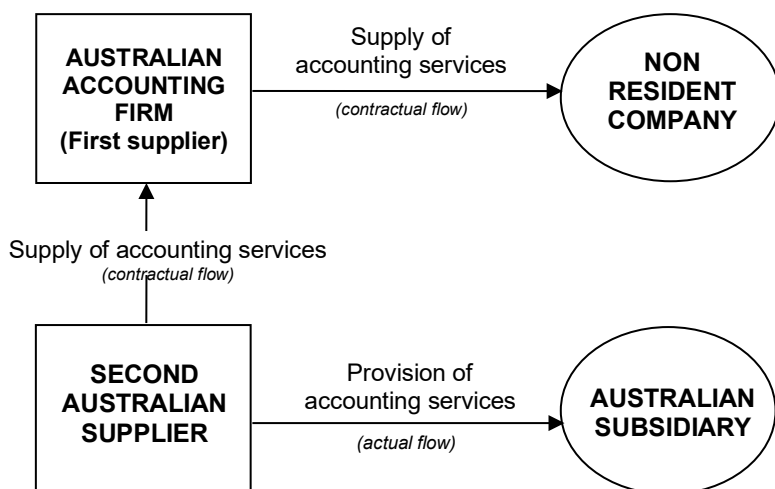 AUSTRALIAN
ACCOUNTING
FIRM
(First supplier)
Supply of
accounting services
(contractual flow)
NON
RESIDENT
COMPANY
Supply of accounting services
(contractual flow)
SECOND
AUSTRALIAN
SUPPLIER
Provision of
accounting services
(actual flow)
AUSTRALIAN
SUBSIDIARY